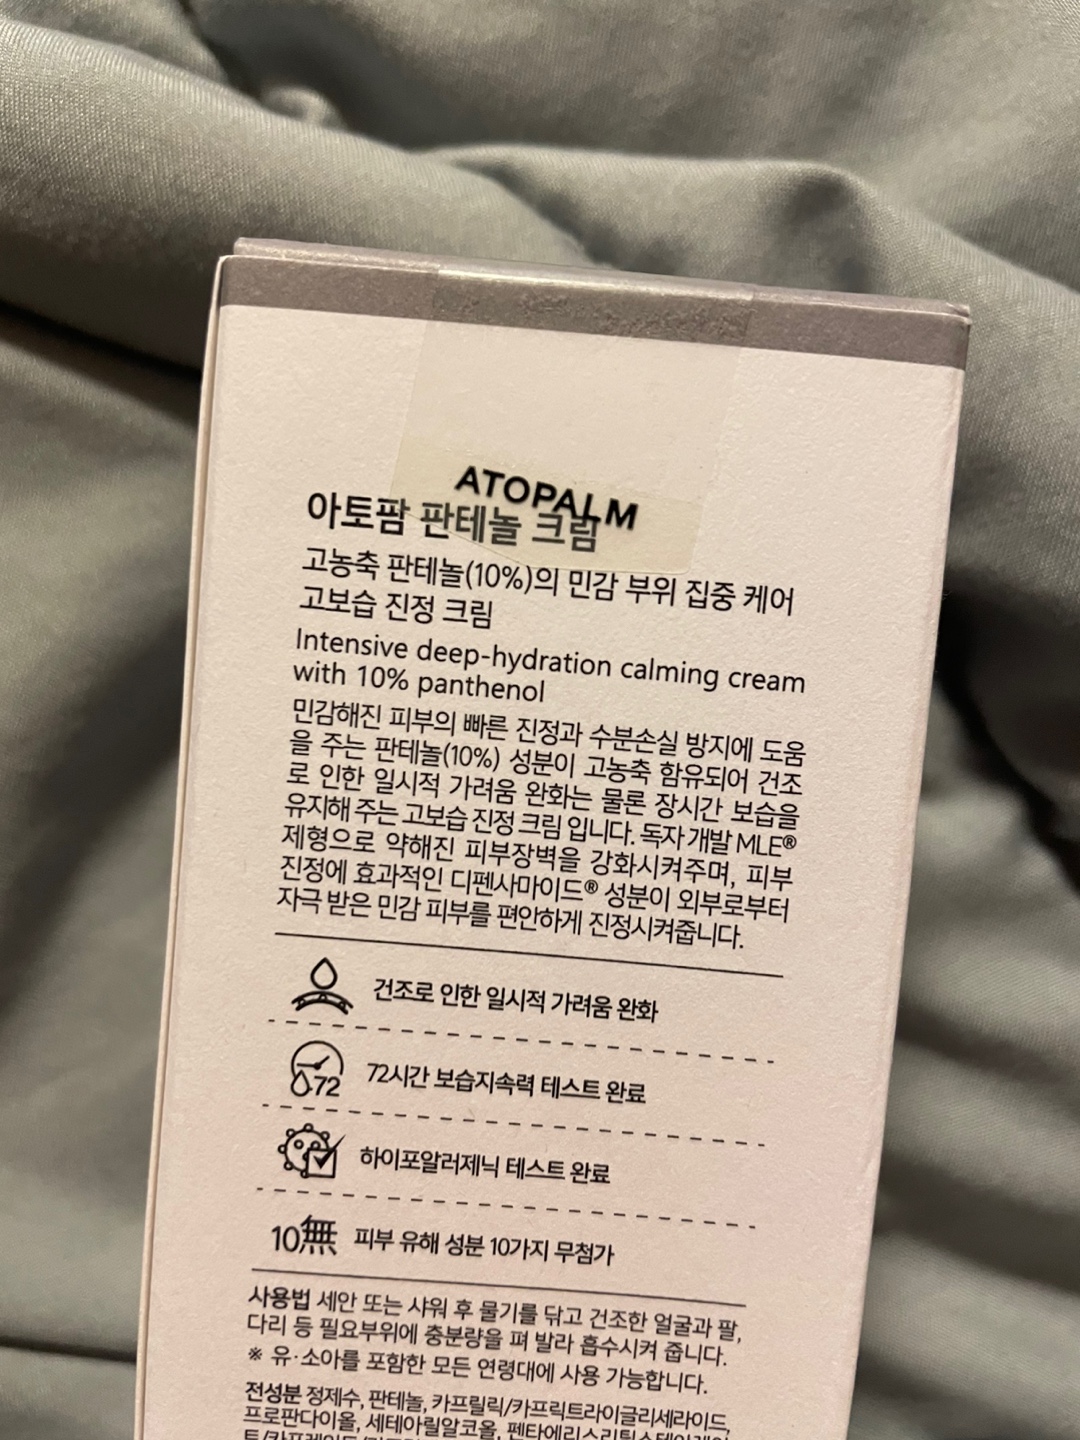 ATOPALM
아토팜 판테놀 크림
고농축 판테놀(10%)의 민감 부위 집중 케어
고보습 진정 크림
Intensive deep-hydration calming cream
with 10% panthenol
민감해진 피부의 빠른 진정과 수분손실 방지에 도움
을 주는 판테놀(10%) 성분이 고농축 함유되어 건조
로 인한 일시적 가려움 완화는 물론 장시간 보습을
유지해 주는 고보습 진정 크림 입니다. 독자 개발 MLE®
제형으로 약해진 피부장벽을 강화시켜주며, 피부
진정에 효과적인 디펜사마이드® 성분이 외부로부터
자극 받은 민감 피부를 편안하게 진정시켜줍니다.
건조로 인한 일시적 가려움 완화
72
72시간 보습지속력 테스트 완료
하이포알러제닉 테스트 완료
10無 피부 유해 성분 10가지 무첨가
사용법 세안 또는 샤워 후 물기를 닦고 건조한 얼굴과 팔,
다리 등 필요부위에 충분량을 펴 발라 흡수시켜 줍니다.
※ 유·소아를 포함한 모든 연령대에 사용 가능합니다.
전성분 정제수, 판테놀, 카프릴릭/카프릭트라이글리세라이드,
프로판다이올, 세테아릴알코올,